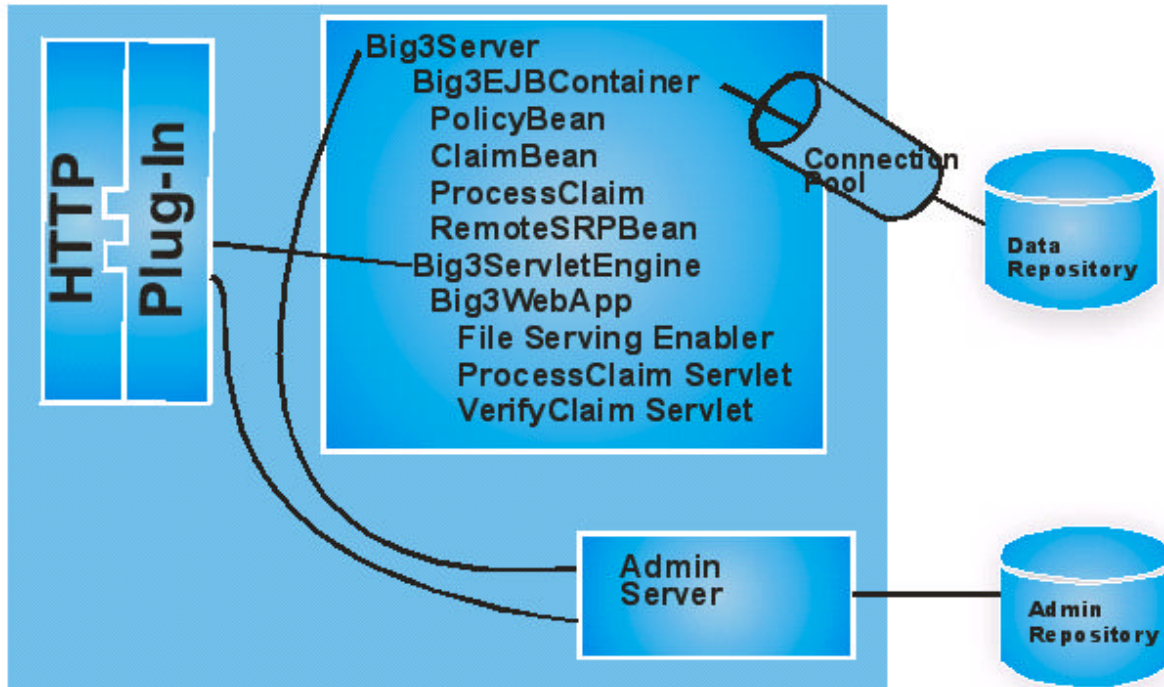 HTTP
Plug-In
Big3Server
Big3EJBContainer
PolicyBean
ClaimBean
ProcessClaim
RemoteSRPBean
Big3ServletEngine
Big3WebApp
File Serving Enabler
ProcessClaim Servlet
VerifyClaim Servlet
Connection
Pool
Data
Repository
Admin
Server
Admin
Repository